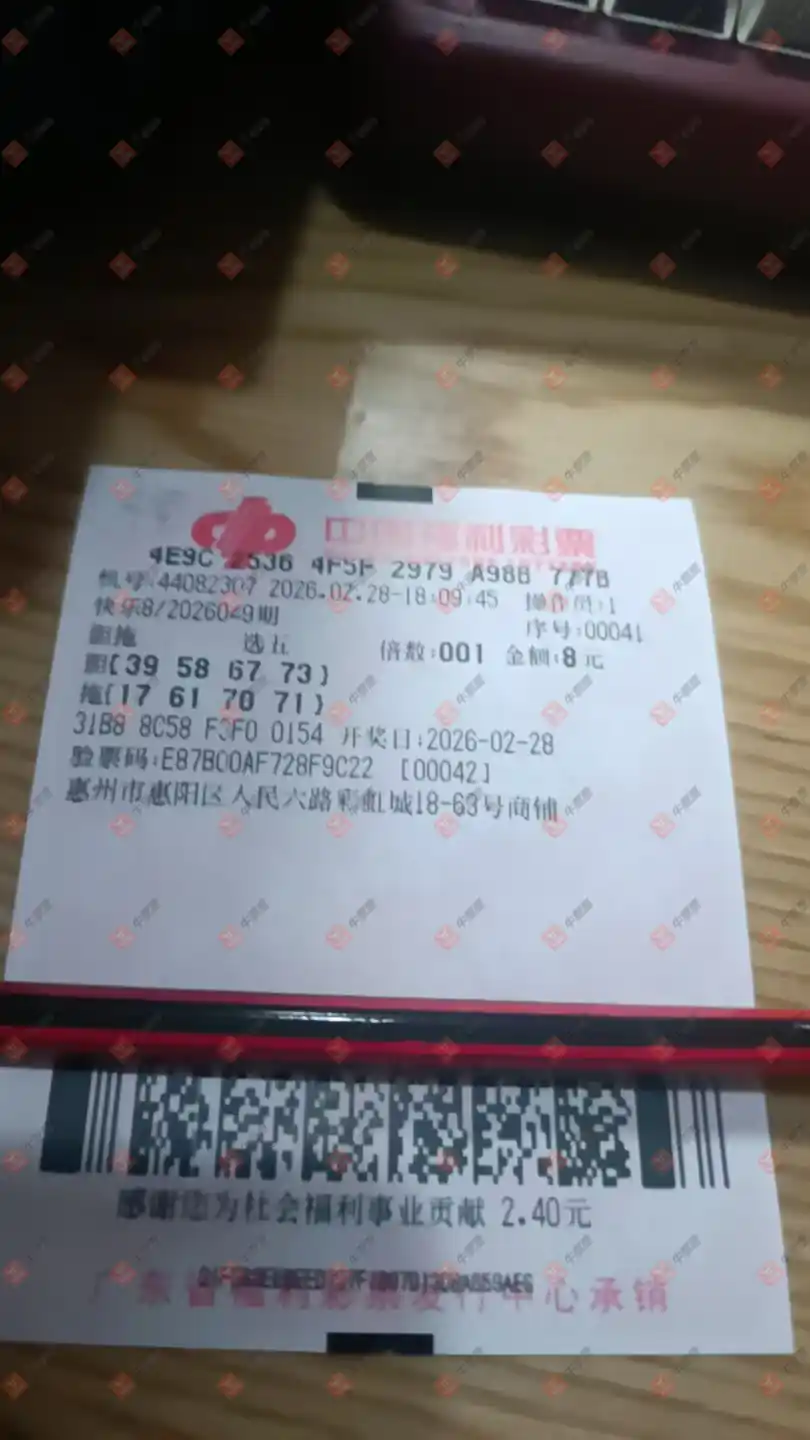 中国福利彩票
4E9C 2536 4F5F 2979 A98B 777B
机号:44082307 2026.02.28-18:09:45 操作员:1
快乐8/2026049期 序号:00041
胆拖 选五 倍数:001 金额:8元
胆[39 58 67 73]
拖[17 61 70 71]
31B8 8C58 F3F0 0154 开奖日:2026-02-28
验票码:E87B00AF728F9C22 [00042]
惠州市惠阳区人民六路彩虹城18-63号商铺
感谢您为社会福利事业贡献 2.40元
广东省福利彩票发行中心承销